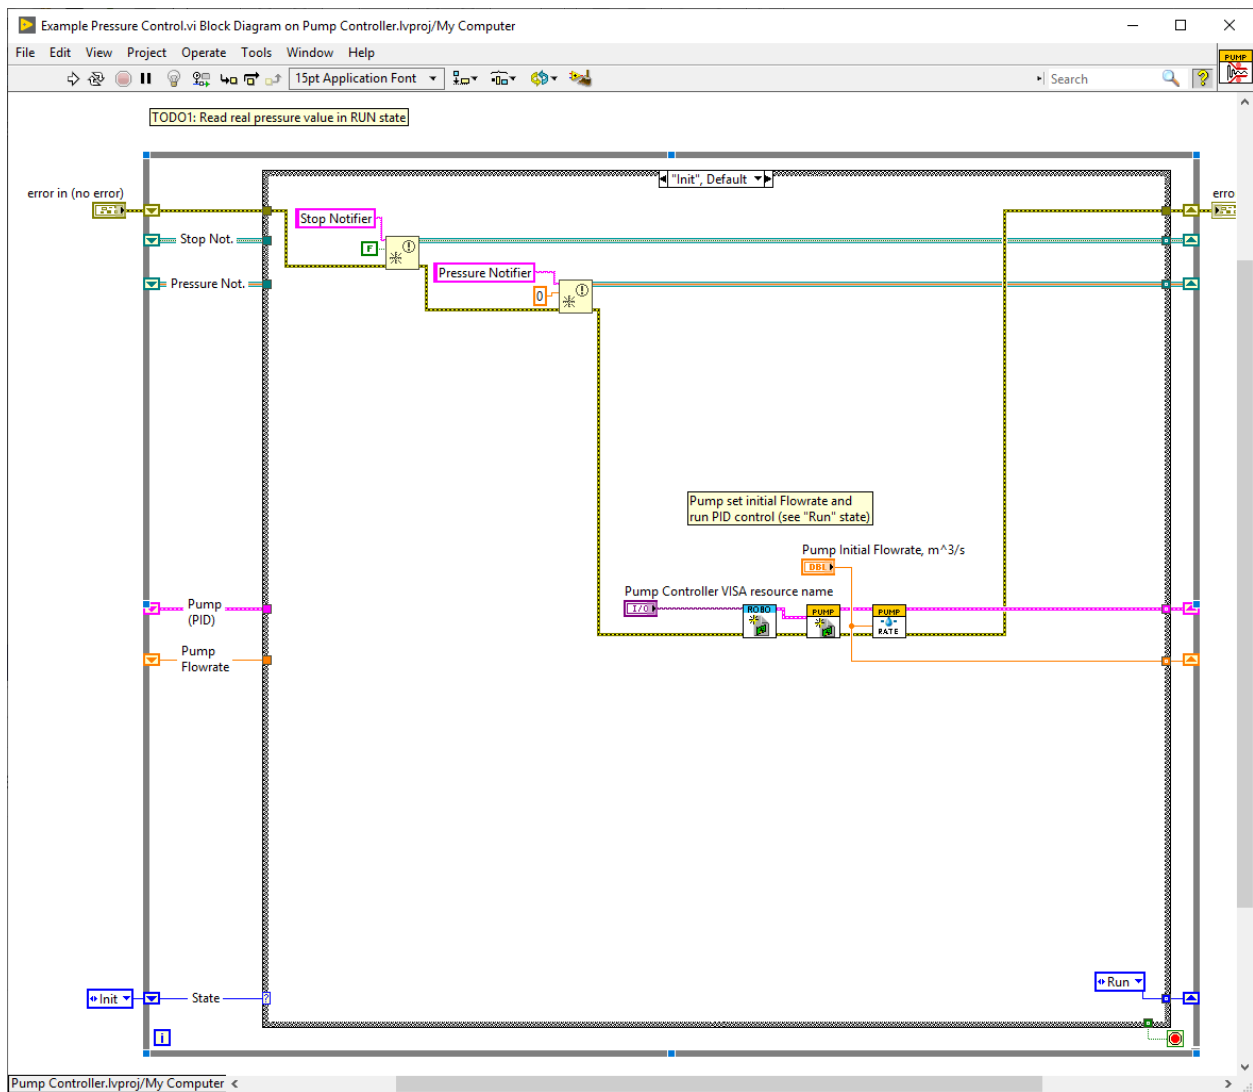 Example Pressure Control.vi Block Diagram on Pump Controller.lvproj/My Computer
File Edit View Project Operate Tools Window Help
15pt Application Font
Search
PUMP
TODO1: Read real pressure value in RUN state
"Init", Default
error in (no error)
erro
Stop Notifier
Stop Not.
F
Pressure Notifier
Pressure Not.
0
Pump set initial Flowrate and
run PID control (see "Run" state)
Pump Initial Flowrate, m^3/s
DBL
Pump Controller VISA resource name
I/O
ROBO
PUMP
PUMP
RATE
Pump
(PID)
Pump
Flowrate
Run
Init
State
?
i
Pump Controller.lvproj/My Computer